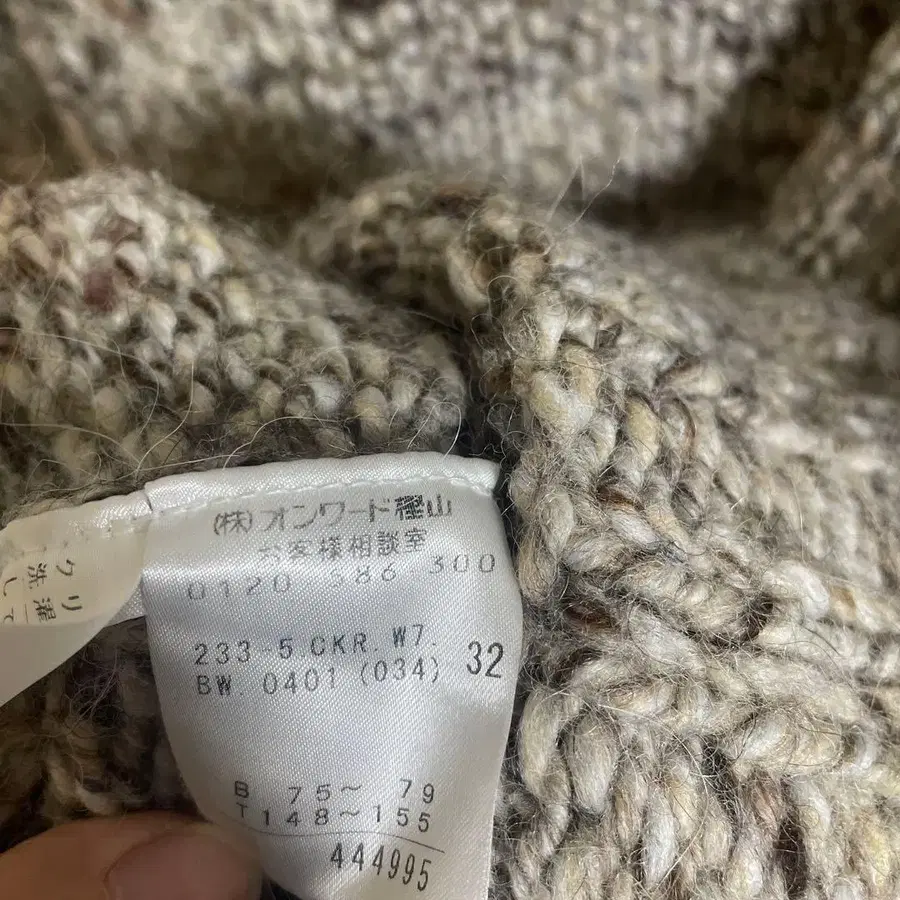 (株)オンワード樫山
お客様相談室
0120 586 300
233-5.CKR.W7.
BW.0401(034) 32
B 75～ 79
T148～155
444995